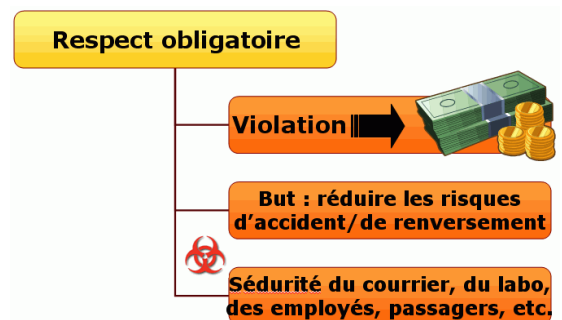 Respect obligatoire
Violation
But : réduire les risques
d'accident/de renversement
Sédurité du courrier, du labo,
des employés, passagers, etc.